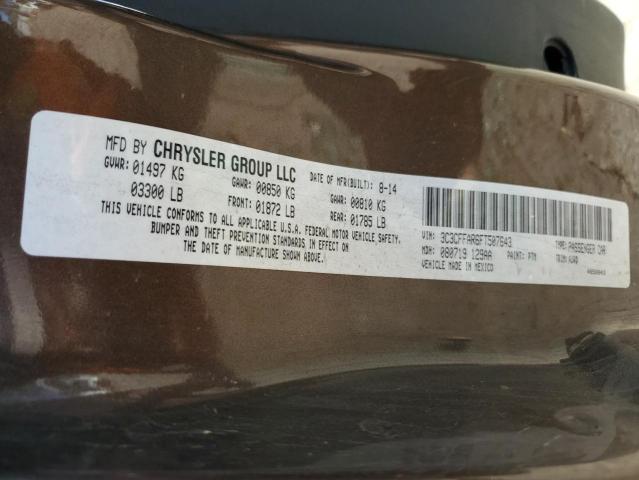 MFD BY CHRYSLER GROUP LLC DATE OF MFR(BUILT): 8-14
GVWR: 01497 KG GAWR: 00850 KG GAWR: 00810 KG
03300 LB FRONT: 01872 LB REAR: 01785 LB
THIS VEHICLE CONFORMS TO ALL APPLICABLE U.S.A. FEDERAL MOTOR VEHICLE SAFETY,
BUMPER AND THEFT PREVENTION STANDARDS IN EFFECT ON
THE DATE OF MANUFACTURE SHOWN ABOVE.
VIN: 3C3CFFAR6FT507643 TYPE: PASSENGER CAR
MDH: 080719 129AA PAINT: PTM TRIM:
VEHICLE MADE IN MEXICO